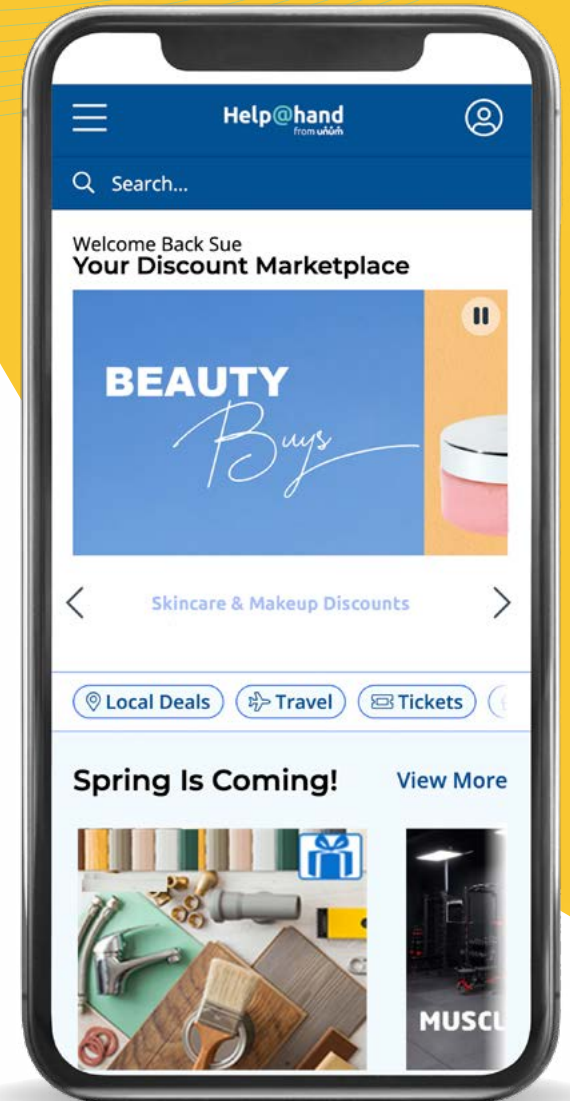 Help@hand
from unum
Search...
Welcome Back Sue
Your Discount Marketplace
BEAUTY
Buys
Skincare & Makeup Discounts
Local Deals
Travel
Tickets
Spring Is Coming!
View More